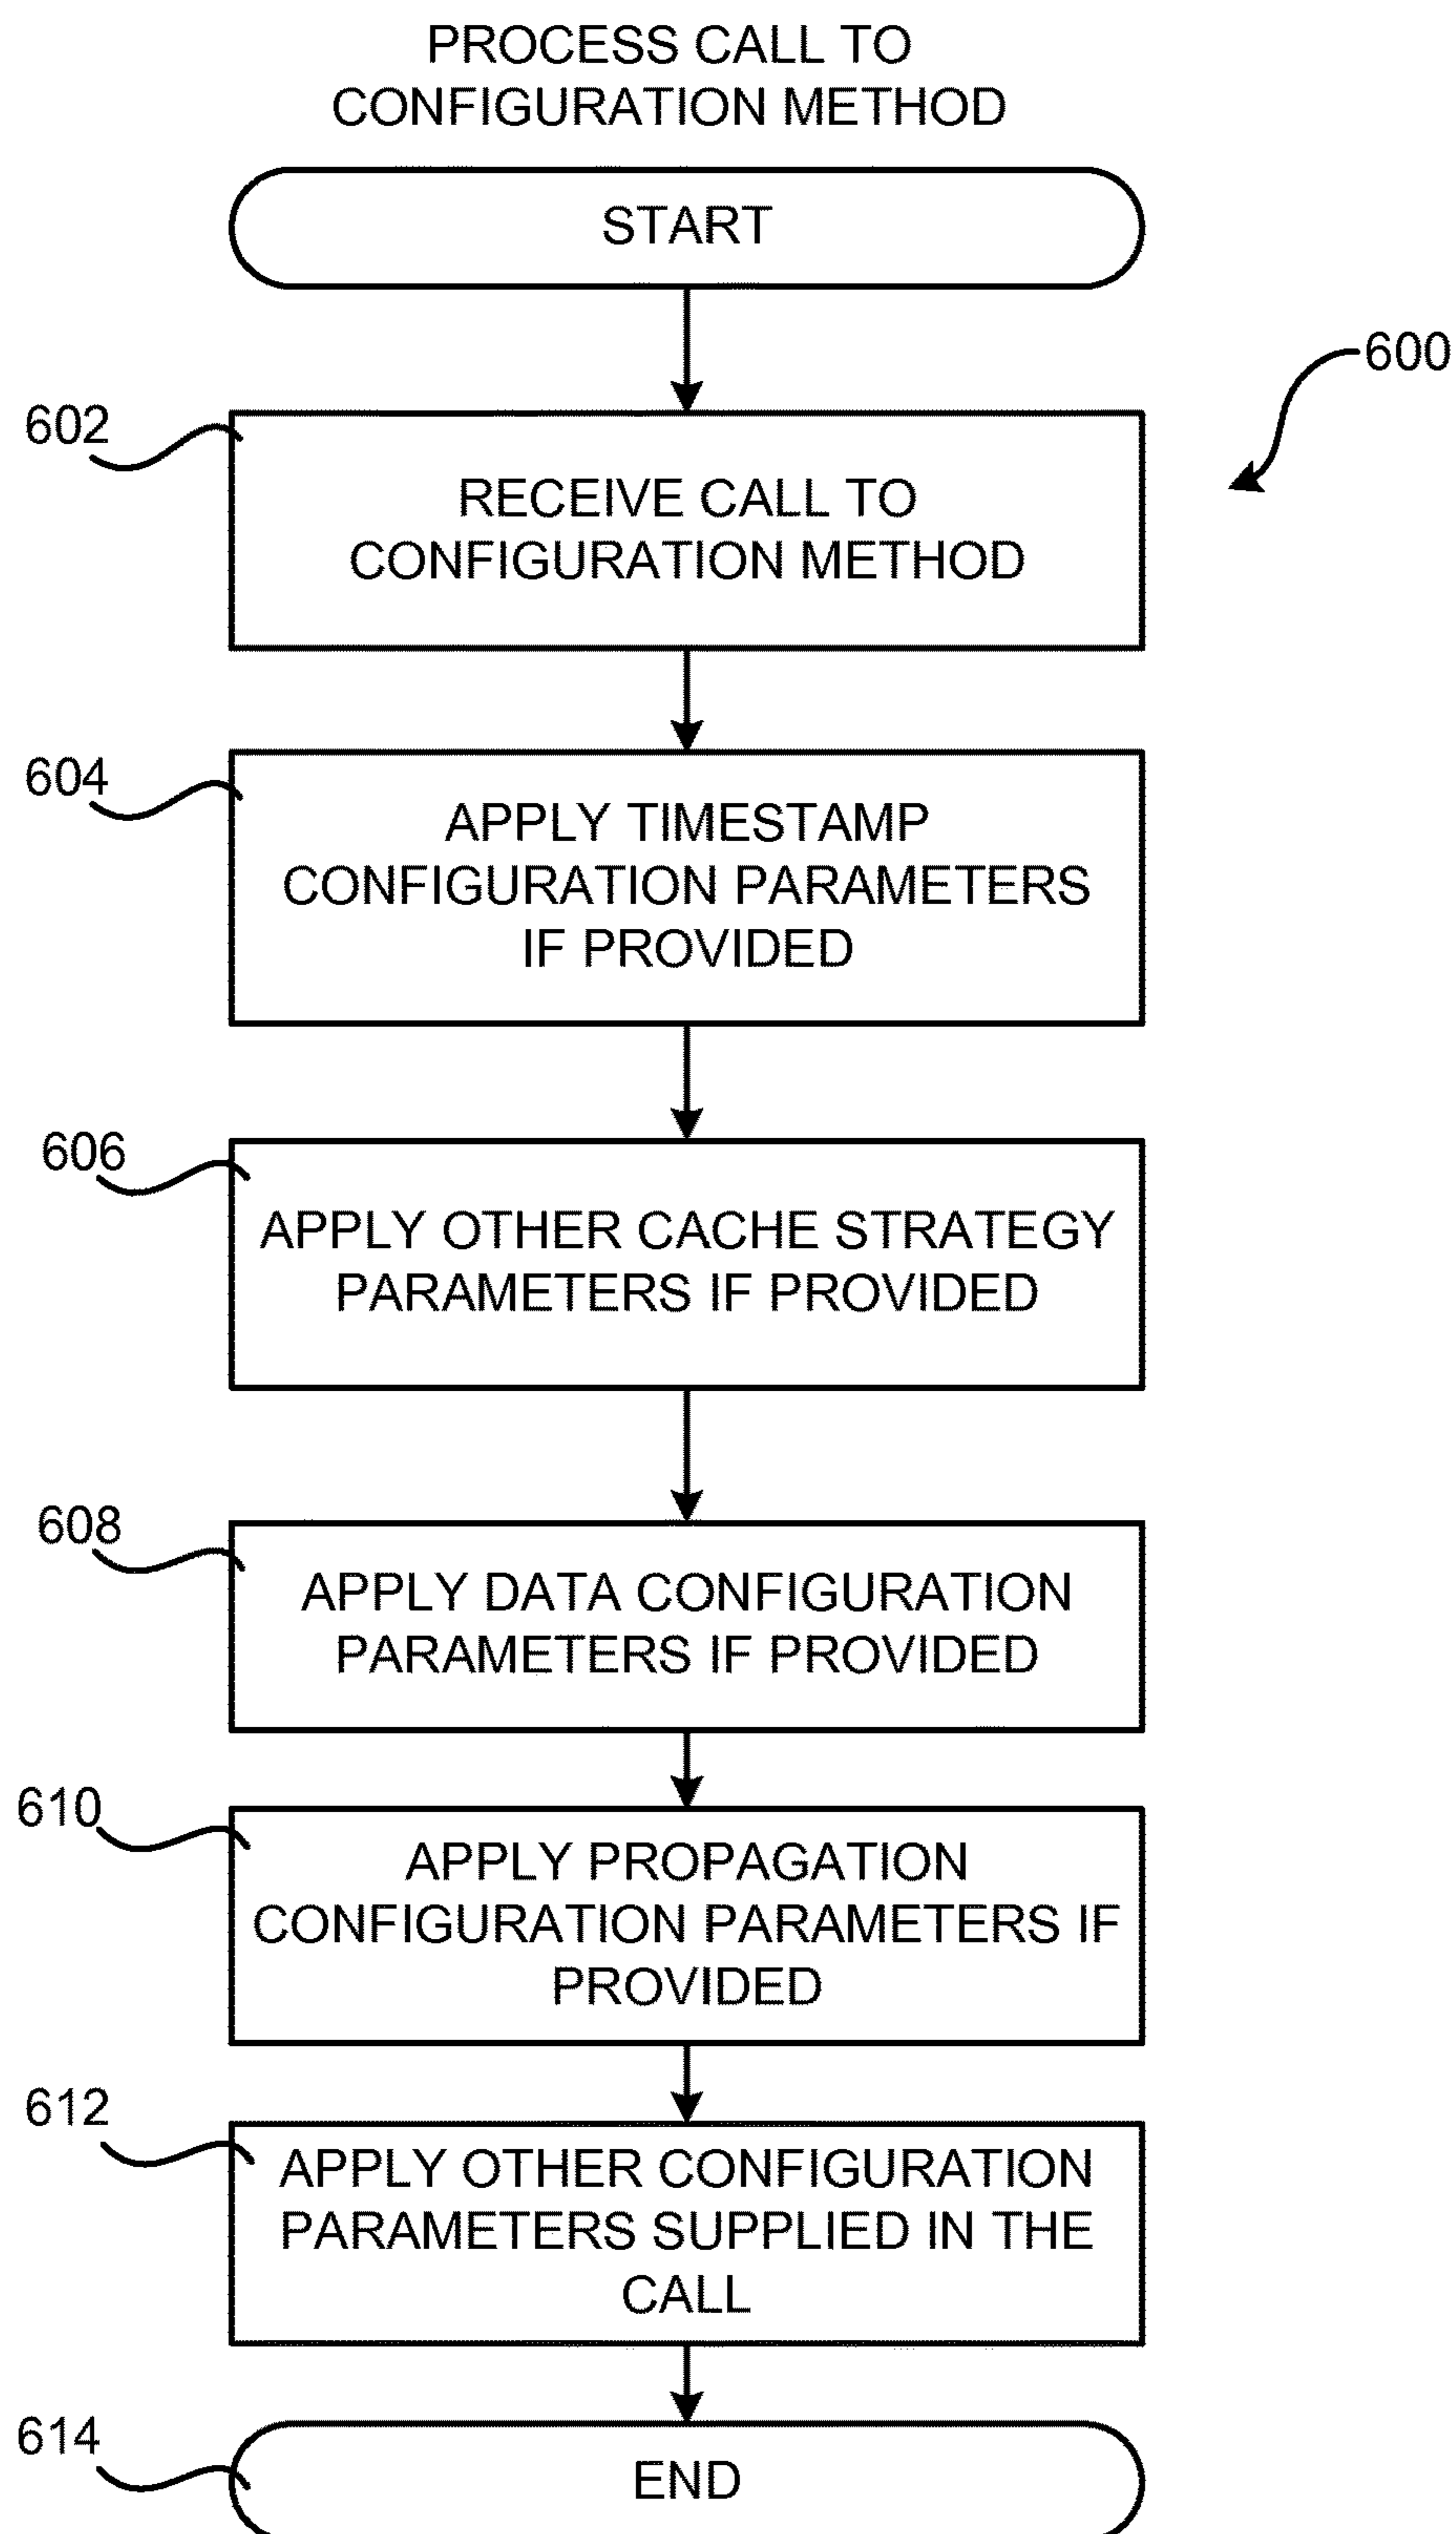 PROCESS CALL TO
CONFIGURATION METHOD
START
600
602
RECEIVE CALL TO
CONFIGURATION METHOD
604
APPLY TIMESTAMP
CONFIGURATION PARAMETERS
IF PROVIDED
606
APPLY OTHER CACHE STRATEGY
PARAMETERS IF PROVIDED
608
APPLY DATA CONFIGURATION
PARAMETERS IF PROVIDED
610
APPLY PROPAGATION
CONFIGURATION PARAMETERS IF
PROVIDED
612
APPLY OTHER CONFIGURATION
PARAMETERS SUPPLIED IN THE
CALL
614
END